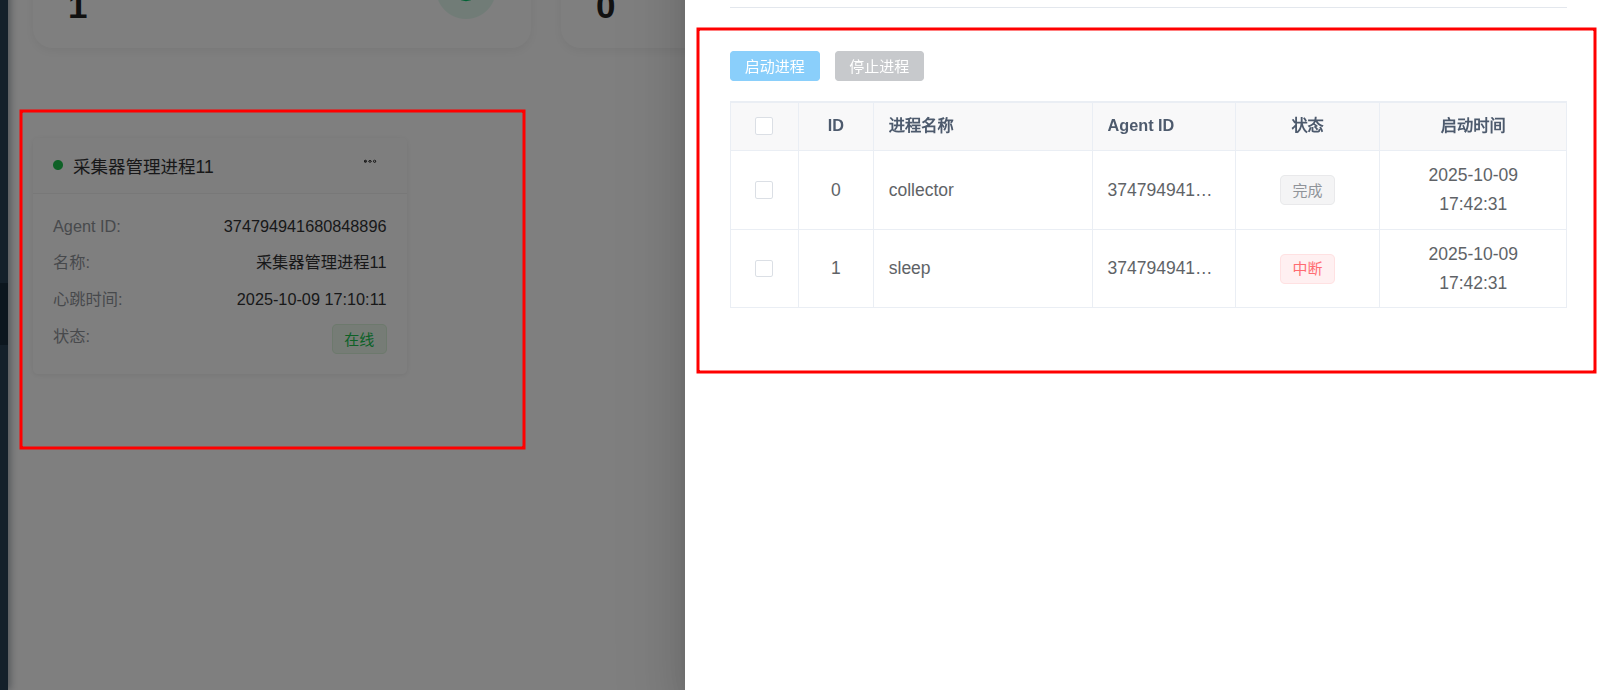 1
0
采集器管理进程11
Agent ID: 374794941680848896
名称: 采集器管理进程11
心跳时间: 2025-10-09 17:10:11
状态: 在线
启动进程 停止进程
ID 进程名称 Agent ID 状态 启动时间
0 collector 374794941... 完成 2025-10-09
17:42:31
1 sleep 374794941... 中断 2025-10-09
17:42:31